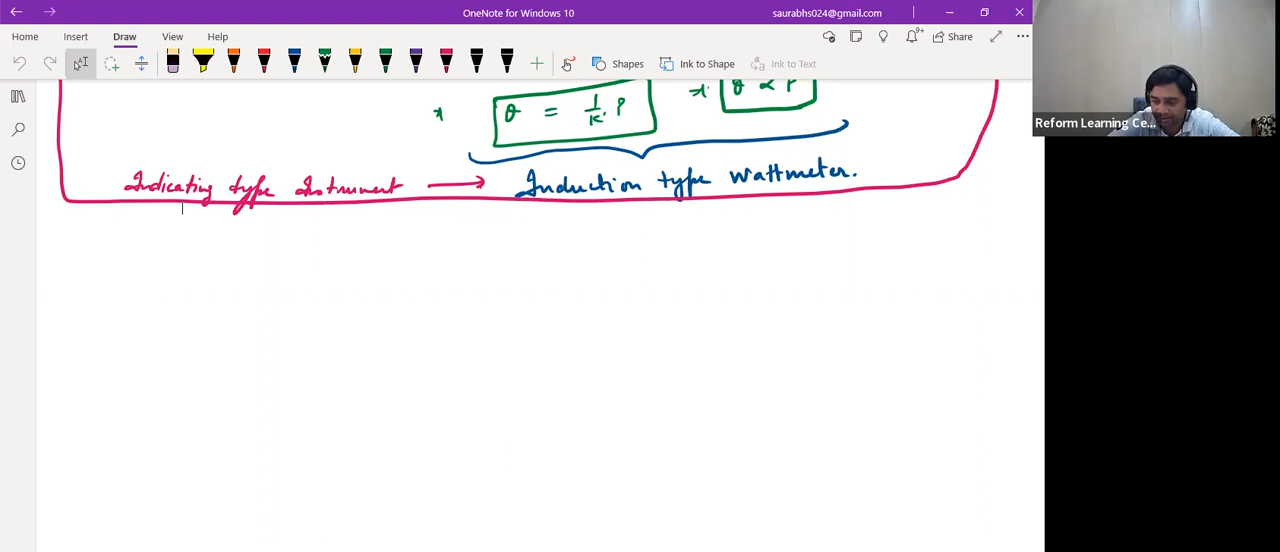 OneNote for Windows 10
saurabhs024@gmail.com
Home Insert Draw View Help
Share
Shapes Ink to Shape Ink to Text
Reform Learning Ce...
* θ = 1/K' P * θ ∝ P
Indicating type Instrument → Induction type wattmeter.